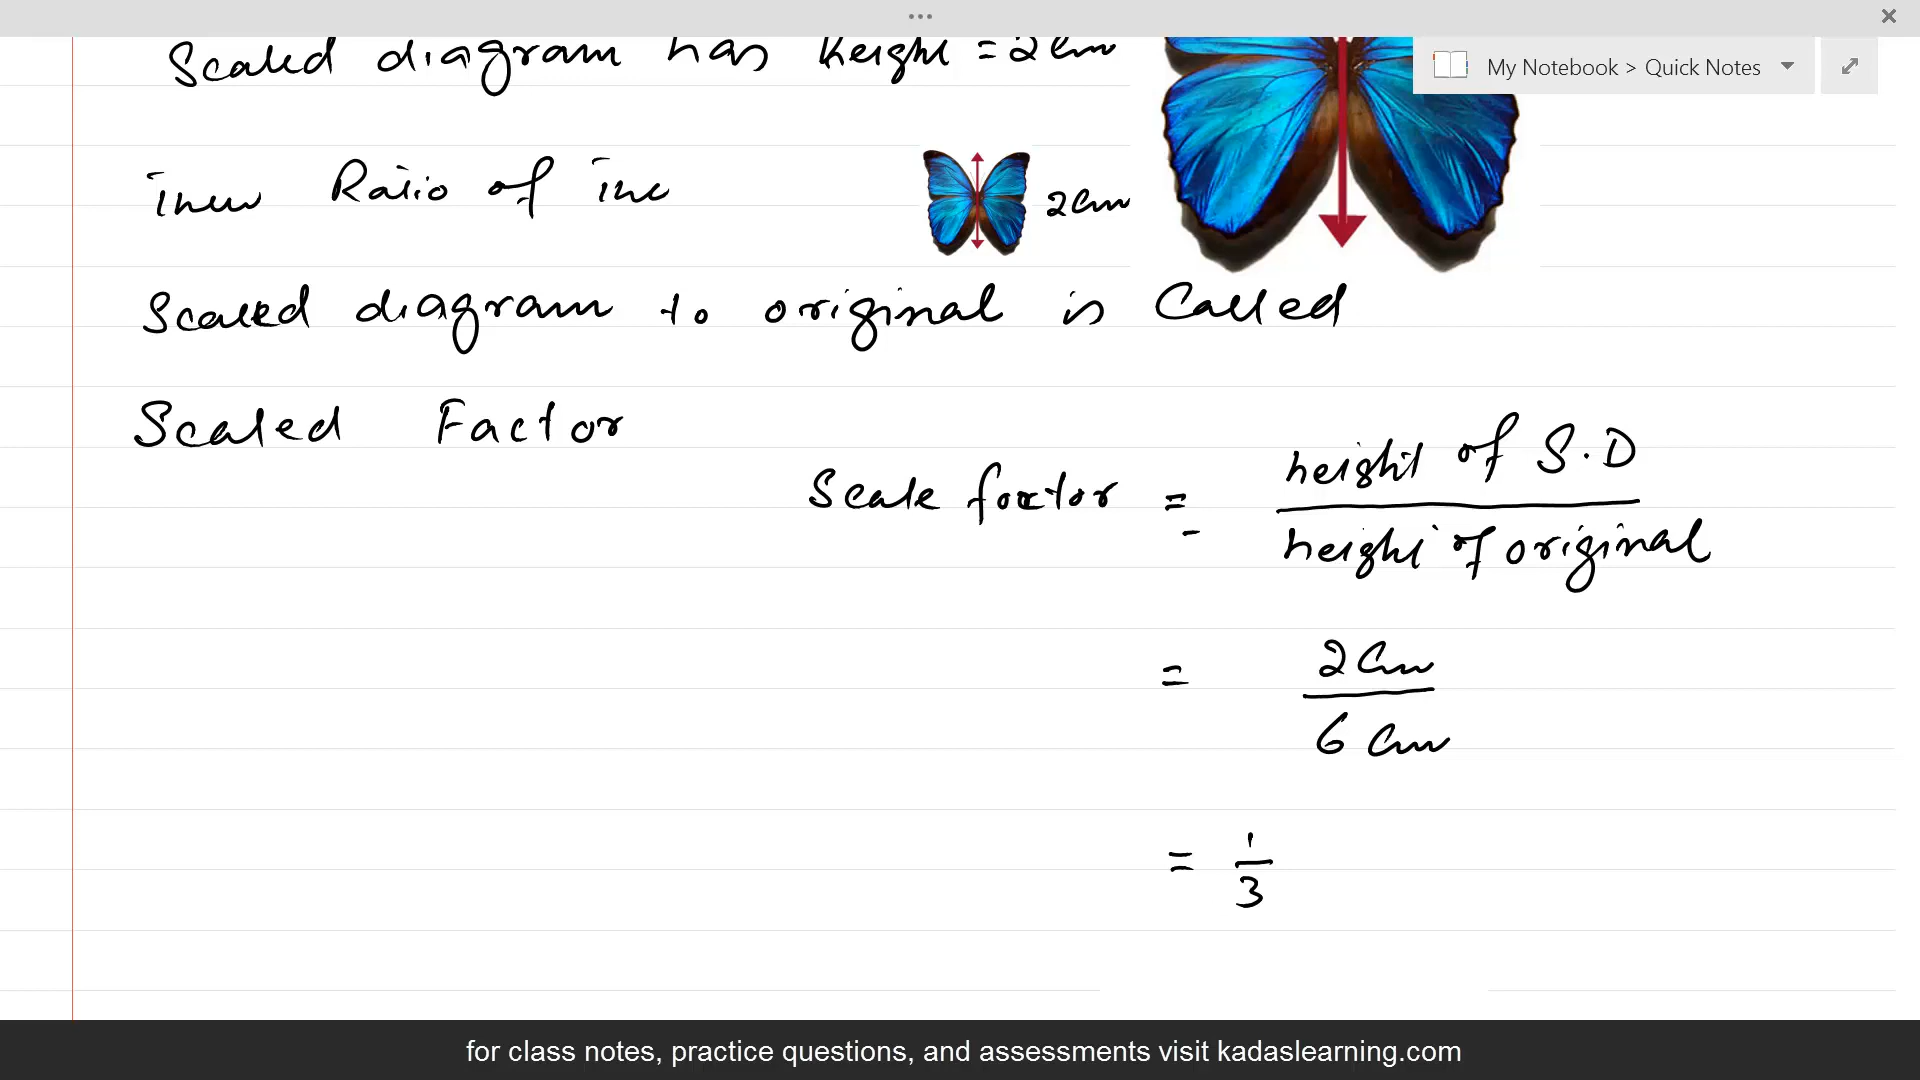 Scaled diagram has height = 2 Cm
My Notebook > Quick Notes
then Ratio of the
2 Cm
Scaled diagram to original is Called
Scaled Factor
Scale factor = height of S.D
height of original
= 2 Cm
6 Cm
= 1
3
for class notes, practice questions, and assessments visit kadaslearning.com